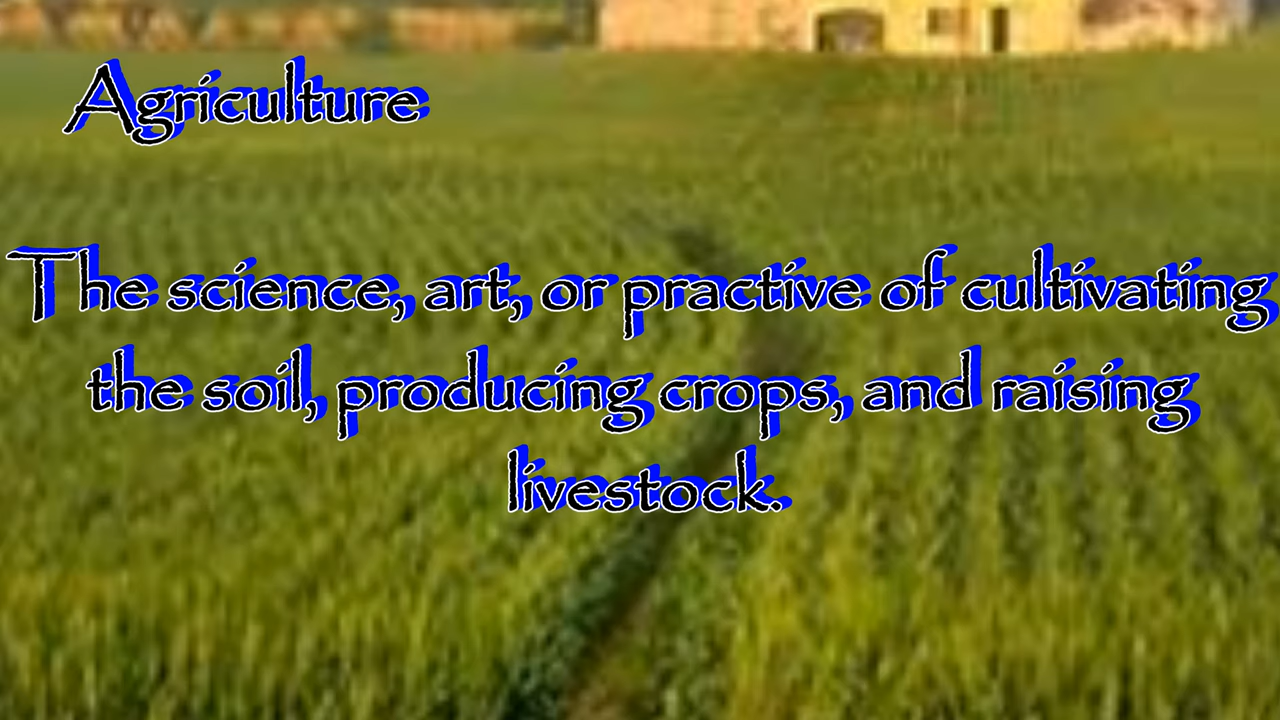 Agriculture
The science, art, or practive of cultivating
the soil, producing crops, and raising
livestock.